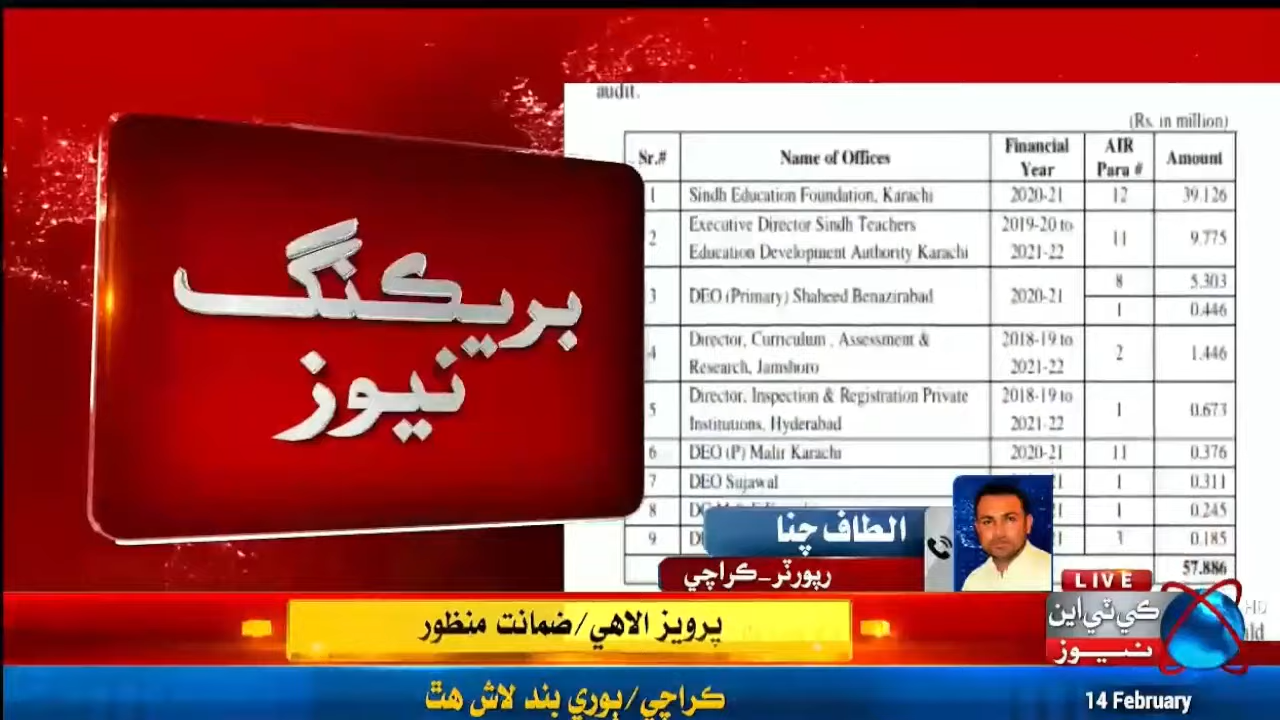 audit.
(Rs. in million)
Sr.# Name of Offices Financial Year AIR Para # Amount
1 Sindh Education Foundation, Karachi 2020-21 12 39.126
2 Executive Director Sindh Teachers Education Development Authority Karachi 2019-20 to 2021-22 11 9.775
3 DEO (Primary) Shaheed Benazirabad 2020-21 8 5.303
1 0.446
4 Director, Curriculum , Assessment & Research, Jamshoro 2018-19 to 2021-22 2 1.446
5 Director, Inspection & Registration Private Institutions, Hyderabad 2018-19 to 2021-22 1 0.673
6 DEO (P) Malir Karachi 2020-21 11 0.376
7 DEO Sujawal 1 0.311
8 1 0.245
9 3 0.185
57.886
بريڪنگ
نيوز
الطاف چنا
رپورٽر-ڪراچي
LIVE
ڪي ٽي اين
نيوز
HD
پرويز الاهي/ضمانت منظور
ڪراچي/ٻوري بند لاش هٿ
14 February